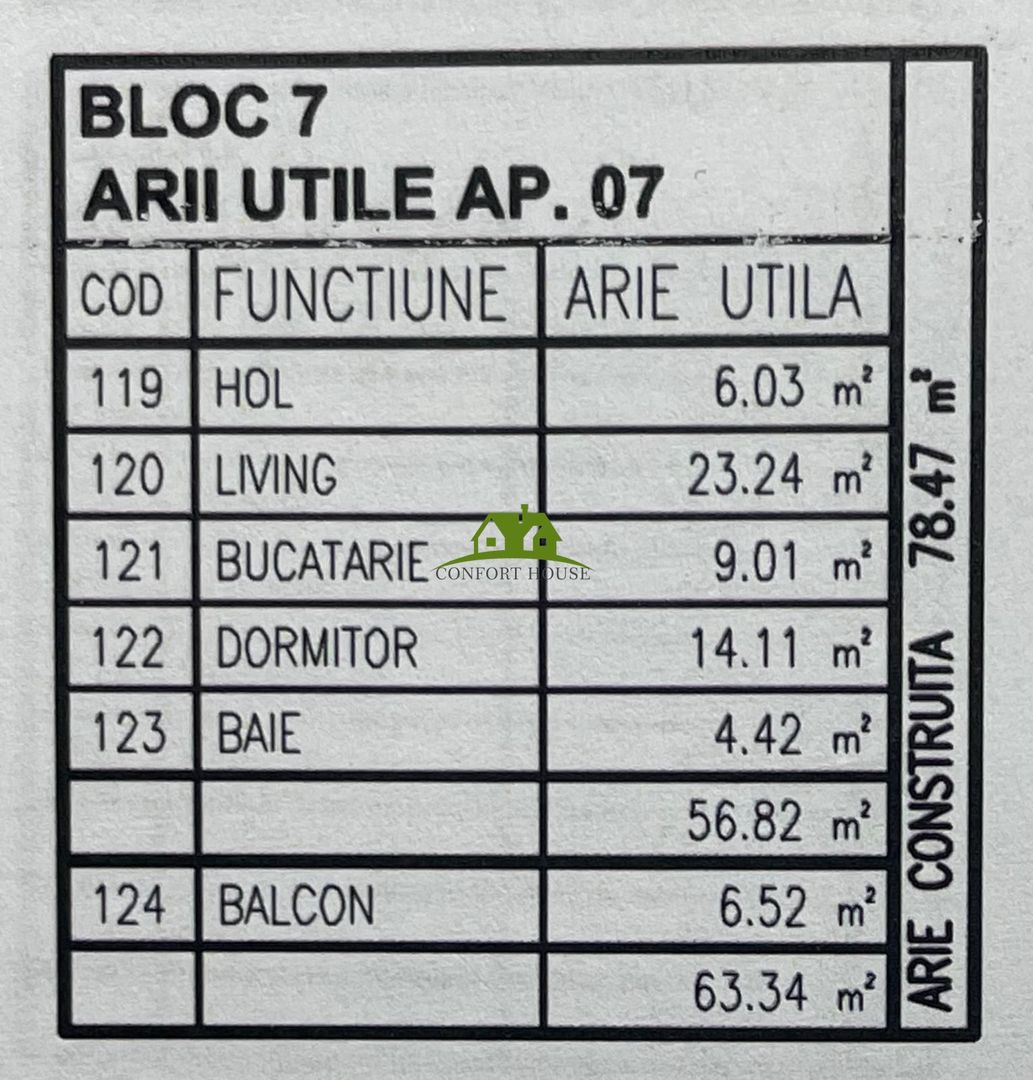 BLOC 7
ARII UTILE AP. 07
COD FUNCTIUNE ARIE UTILA
119 HOL 6.03 m²
120 LIVING 23.24 m²
121 BUCATARIE 9.01 m²
CONFORT HOUSE
122 DORMITOR 14.11 m²
123 BAIE 4.42 m²
56.82 m²
124 BALCON 6.52 m²
63.34 m²
ARIE CONSTRUITA 78.47 m²